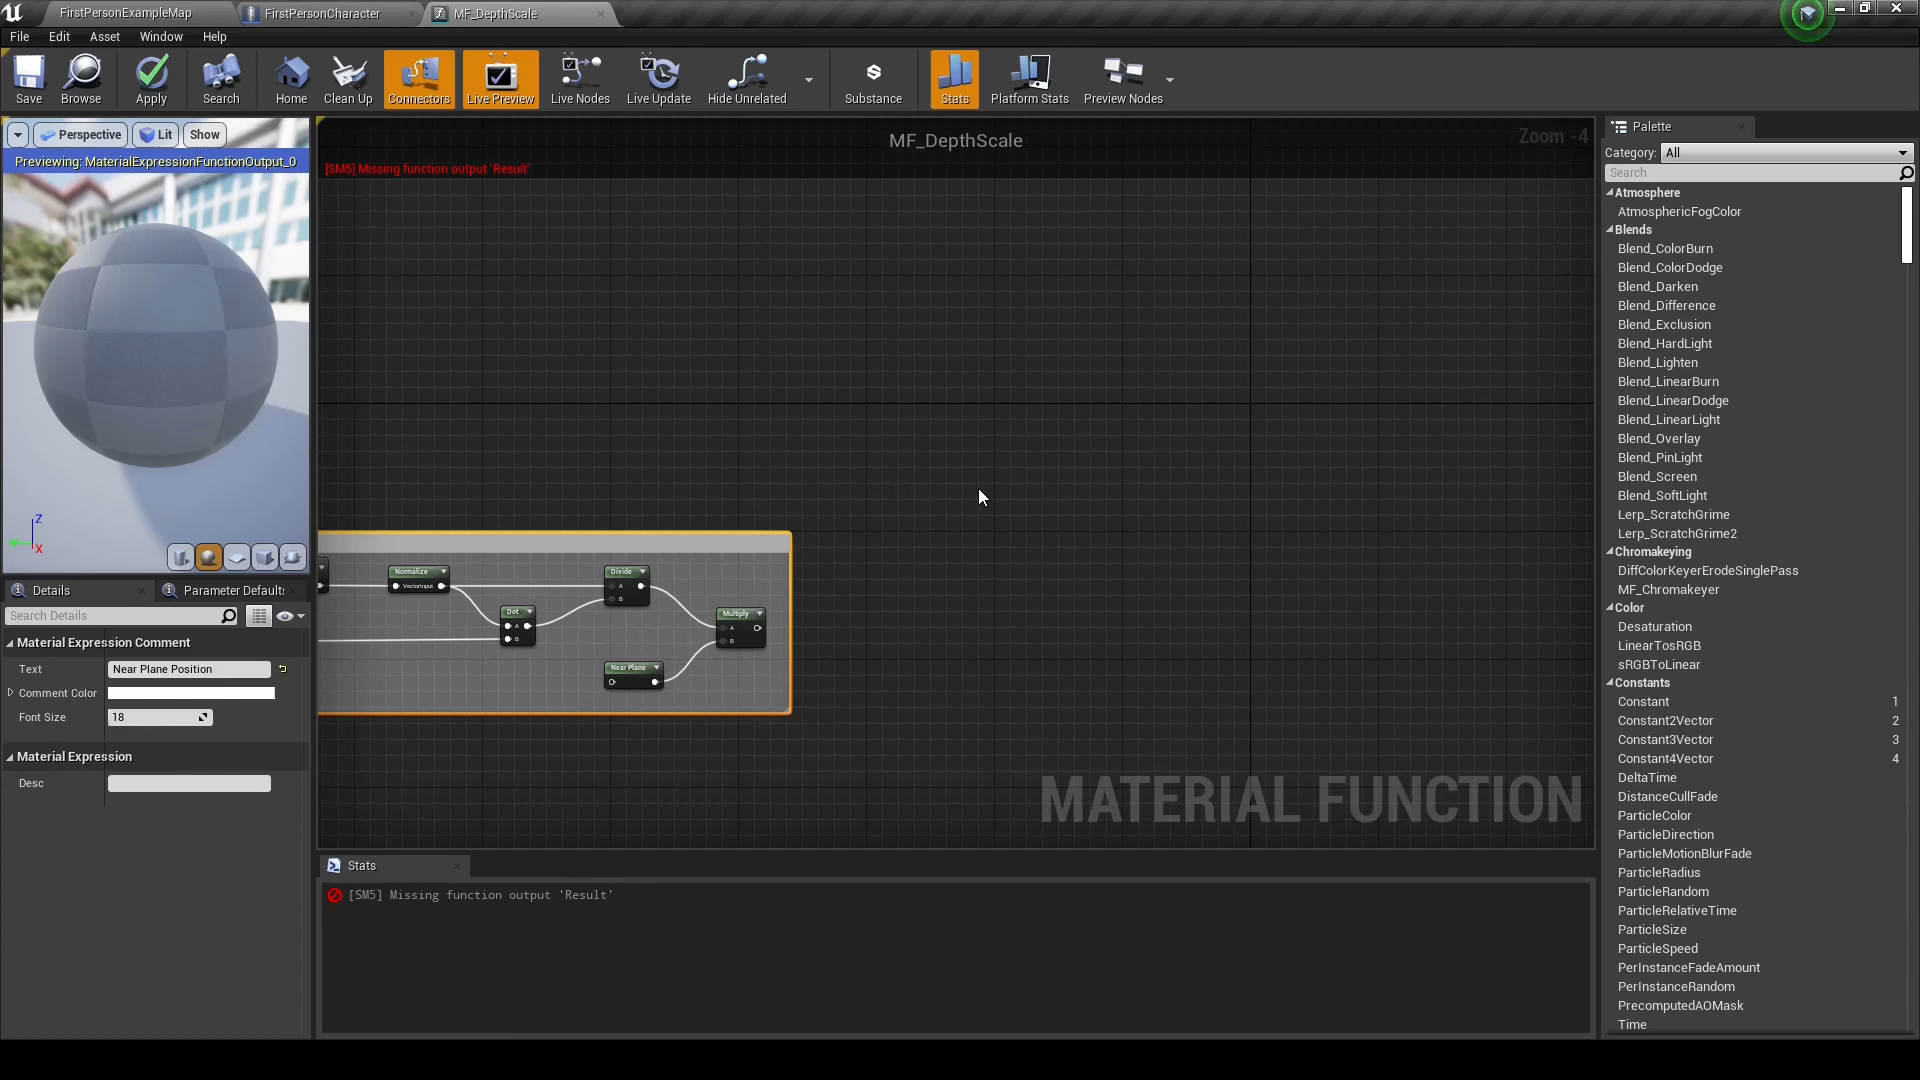 FirstPersonExampleMap
FirstPersonCharacter
MF_DepthScale
File Edit Asset Window Help
Save Browse Apply Search Home Clean Up Connectors Live Preview Live Nodes Live Update Hide Unrelated Substance Stats Platform Stats Preview Nodes
Perspective Lit Show
Previewing: MaterialExpressionFunctionOutput_0
Z
X
Details
Parameter Defaults
Search Details
Material Expression Comment
Text Near Plane Position
Comment Color
Font Size 18
Material Expression
Desc
MF_DepthScale
Zoom -4
[SM5] Missing function output 'Result'
Normalize
VectorInput
Dot
A
B
Divide
A
B
Near Plane
Multiply
A
B
MATERIAL FUNCTION
Stats
[SM5] Missing function output 'Result'
Palette
Category: All
Search
Atmosphere
AtmosphericFogColor
Blends
Blend_ColorBurn
Blend_ColorDodge
Blend_Darken
Blend_Difference
Blend_Exclusion
Blend_HardLight
Blend_Lighten
Blend_LinearBurn
Blend_LinearDodge
Blend_LinearLight
Blend_Overlay
Blend_PinLight
Blend_Screen
Blend_SoftLight
Lerp_ScratchGrime
Lerp_ScratchGrime2
Chromakeying
DiffColorKeyerErodeSinglePass
MF_Chromakeyer
Color
Desaturation
LinearTosRGB
sRGBToLinear
Constants
Constant 1
Constant2Vector 2
Constant3Vector 3
Constant4Vector 4
DeltaTime
DistanceCullFade
ParticleColor
ParticleDirection
ParticleMotionBlurFade
ParticleRadius
ParticleRandom
ParticleRelativeTime
ParticleSize
ParticleSpeed
PerInstanceFadeAmount
PerInstanceRandom
PrecomputedAOMask
Time